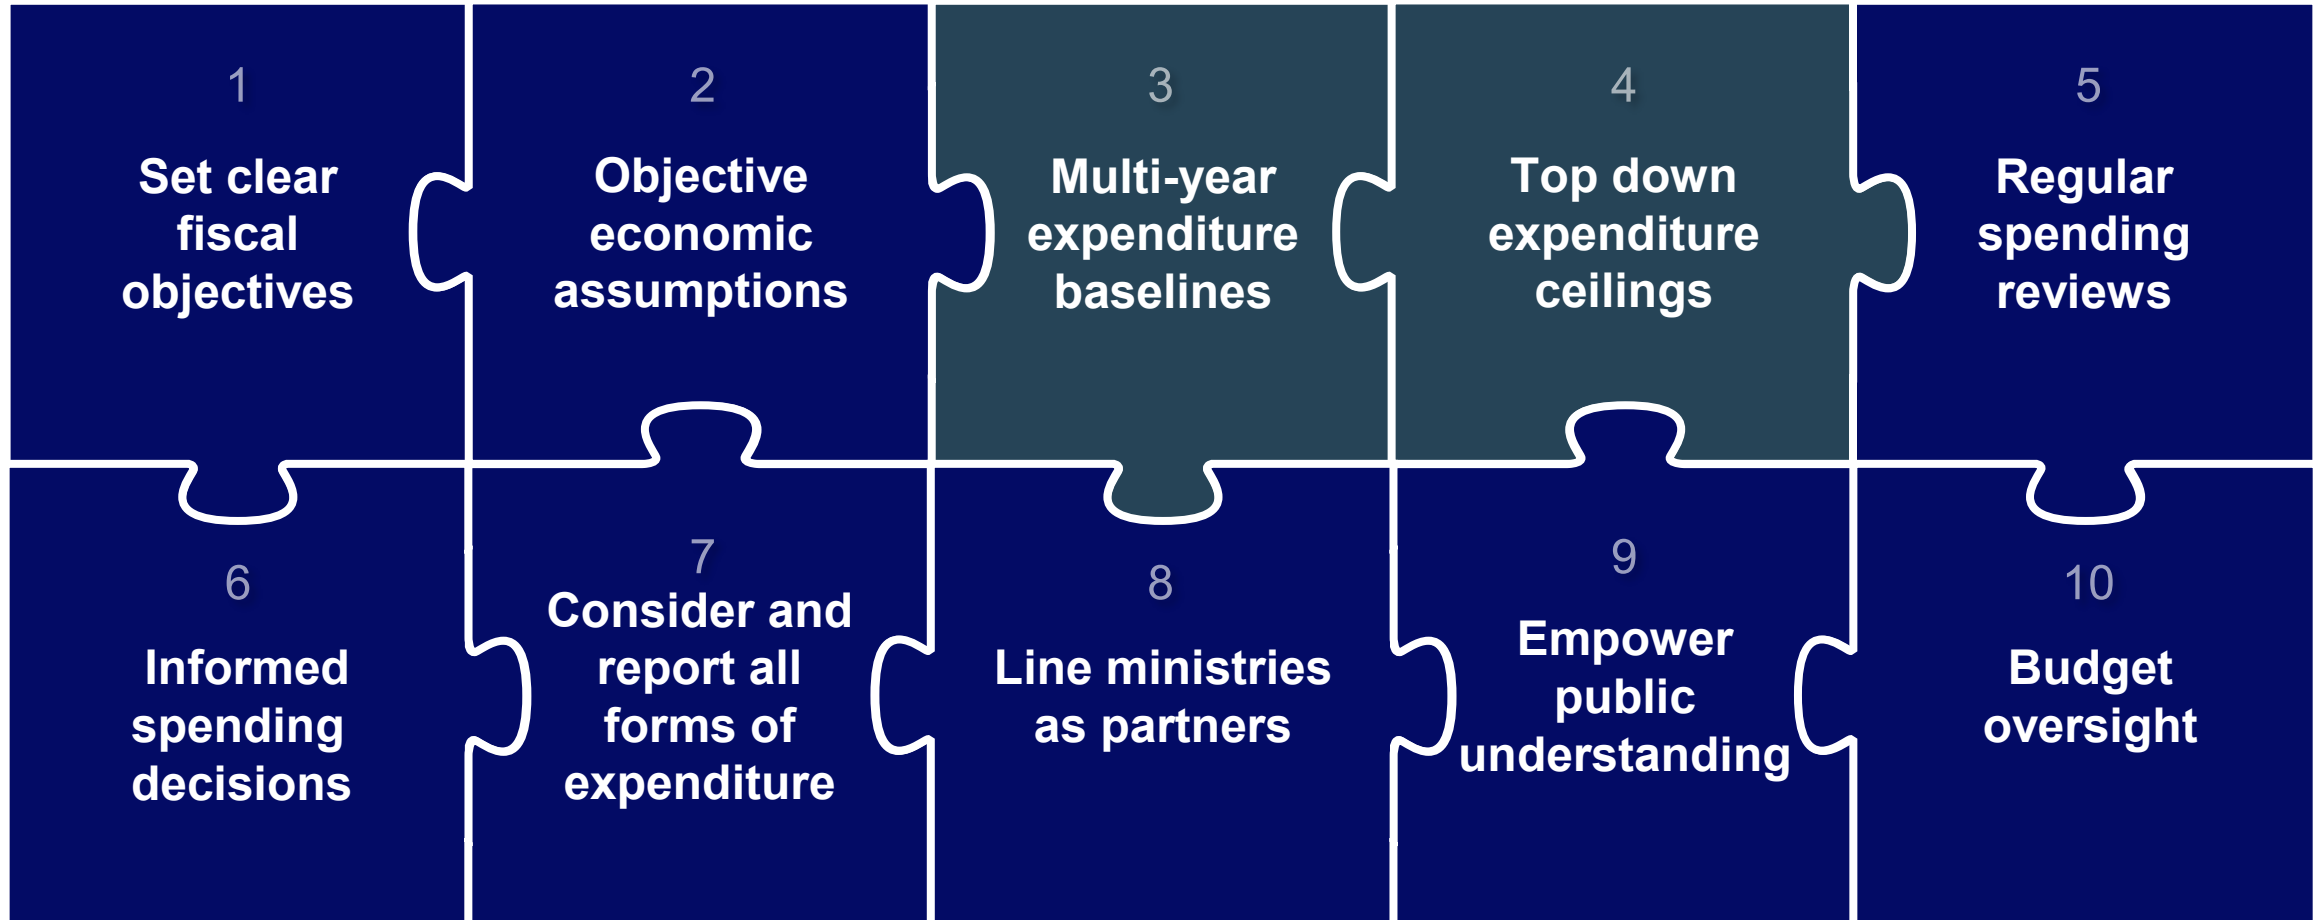 1
Set clear
fiscal
objectives
2
Objective
economic
assumptions
3
Multi-year
expenditure
baselines
4
Top down
expenditure
ceilings
5
Regular
spending
reviews
6
Informed
spending
decisions
7
Consider and
report all
forms of
expenditure
8
Line ministries
as partners
9
Empower
public
understanding
10
Budget
oversight